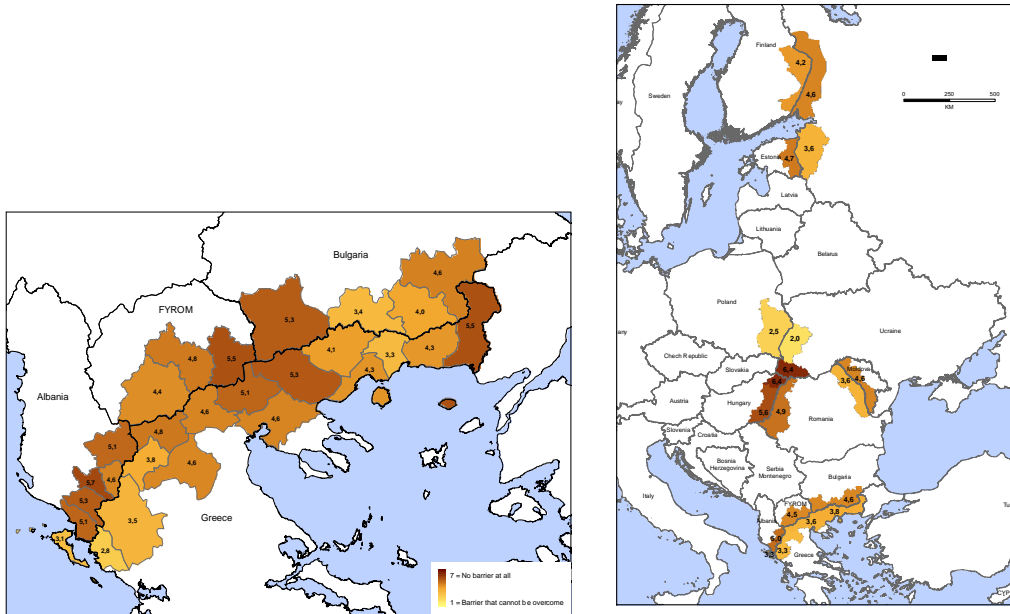 Bulgaria
FYROM
Albania
Greece
4,6
5,3
3,4
4,0
5,5
4,1
3,3
4,3
4,3
4,8
5,5
5,3
5,1
4,4
4,6
4,6
4,8
5,1
3,8
4,6
5,7
4,6
5,3
5,1
3,5
3,1
2,8
7 = No barrier at all
1 = Barrier that cannot be overcome
Finland
4,2
4,6
Sweden
0 250 500
KM
3,6
Estonia
4,7
Latvia
Lithuania
Belarus
Poland
2,5
2,0
Ukraine
Chech Republic
Slovakia
6,4
6,4
Moldova
3,6
4,6
Austria
Hungary
5,6
4,9
Romania
Slovenia
Croatia
Bosnia
Herzegovina
Serbia
Montenegro
Bulgaria
Italy
FYROM
4,6
4,5
3,8
3,6
Albania
5,0
3,3
Greece
CYP